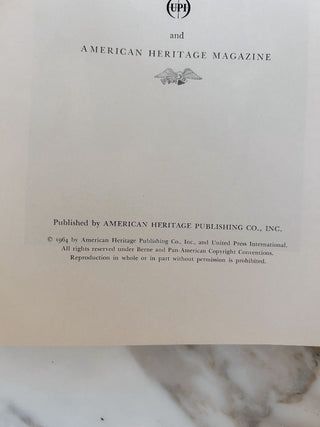 UPI
and
AMERICAN HERITAGE MAGAZINE
Published by AMERICAN HERITAGE PUBLISHING CO., INC.
© 1964 by American Heritage Publishing Co., Inc., and United Press International.
All rights reserved under Berne and Pan-American Copyright Conventions.
Reproduction in whole or in part without permission is prohibited.